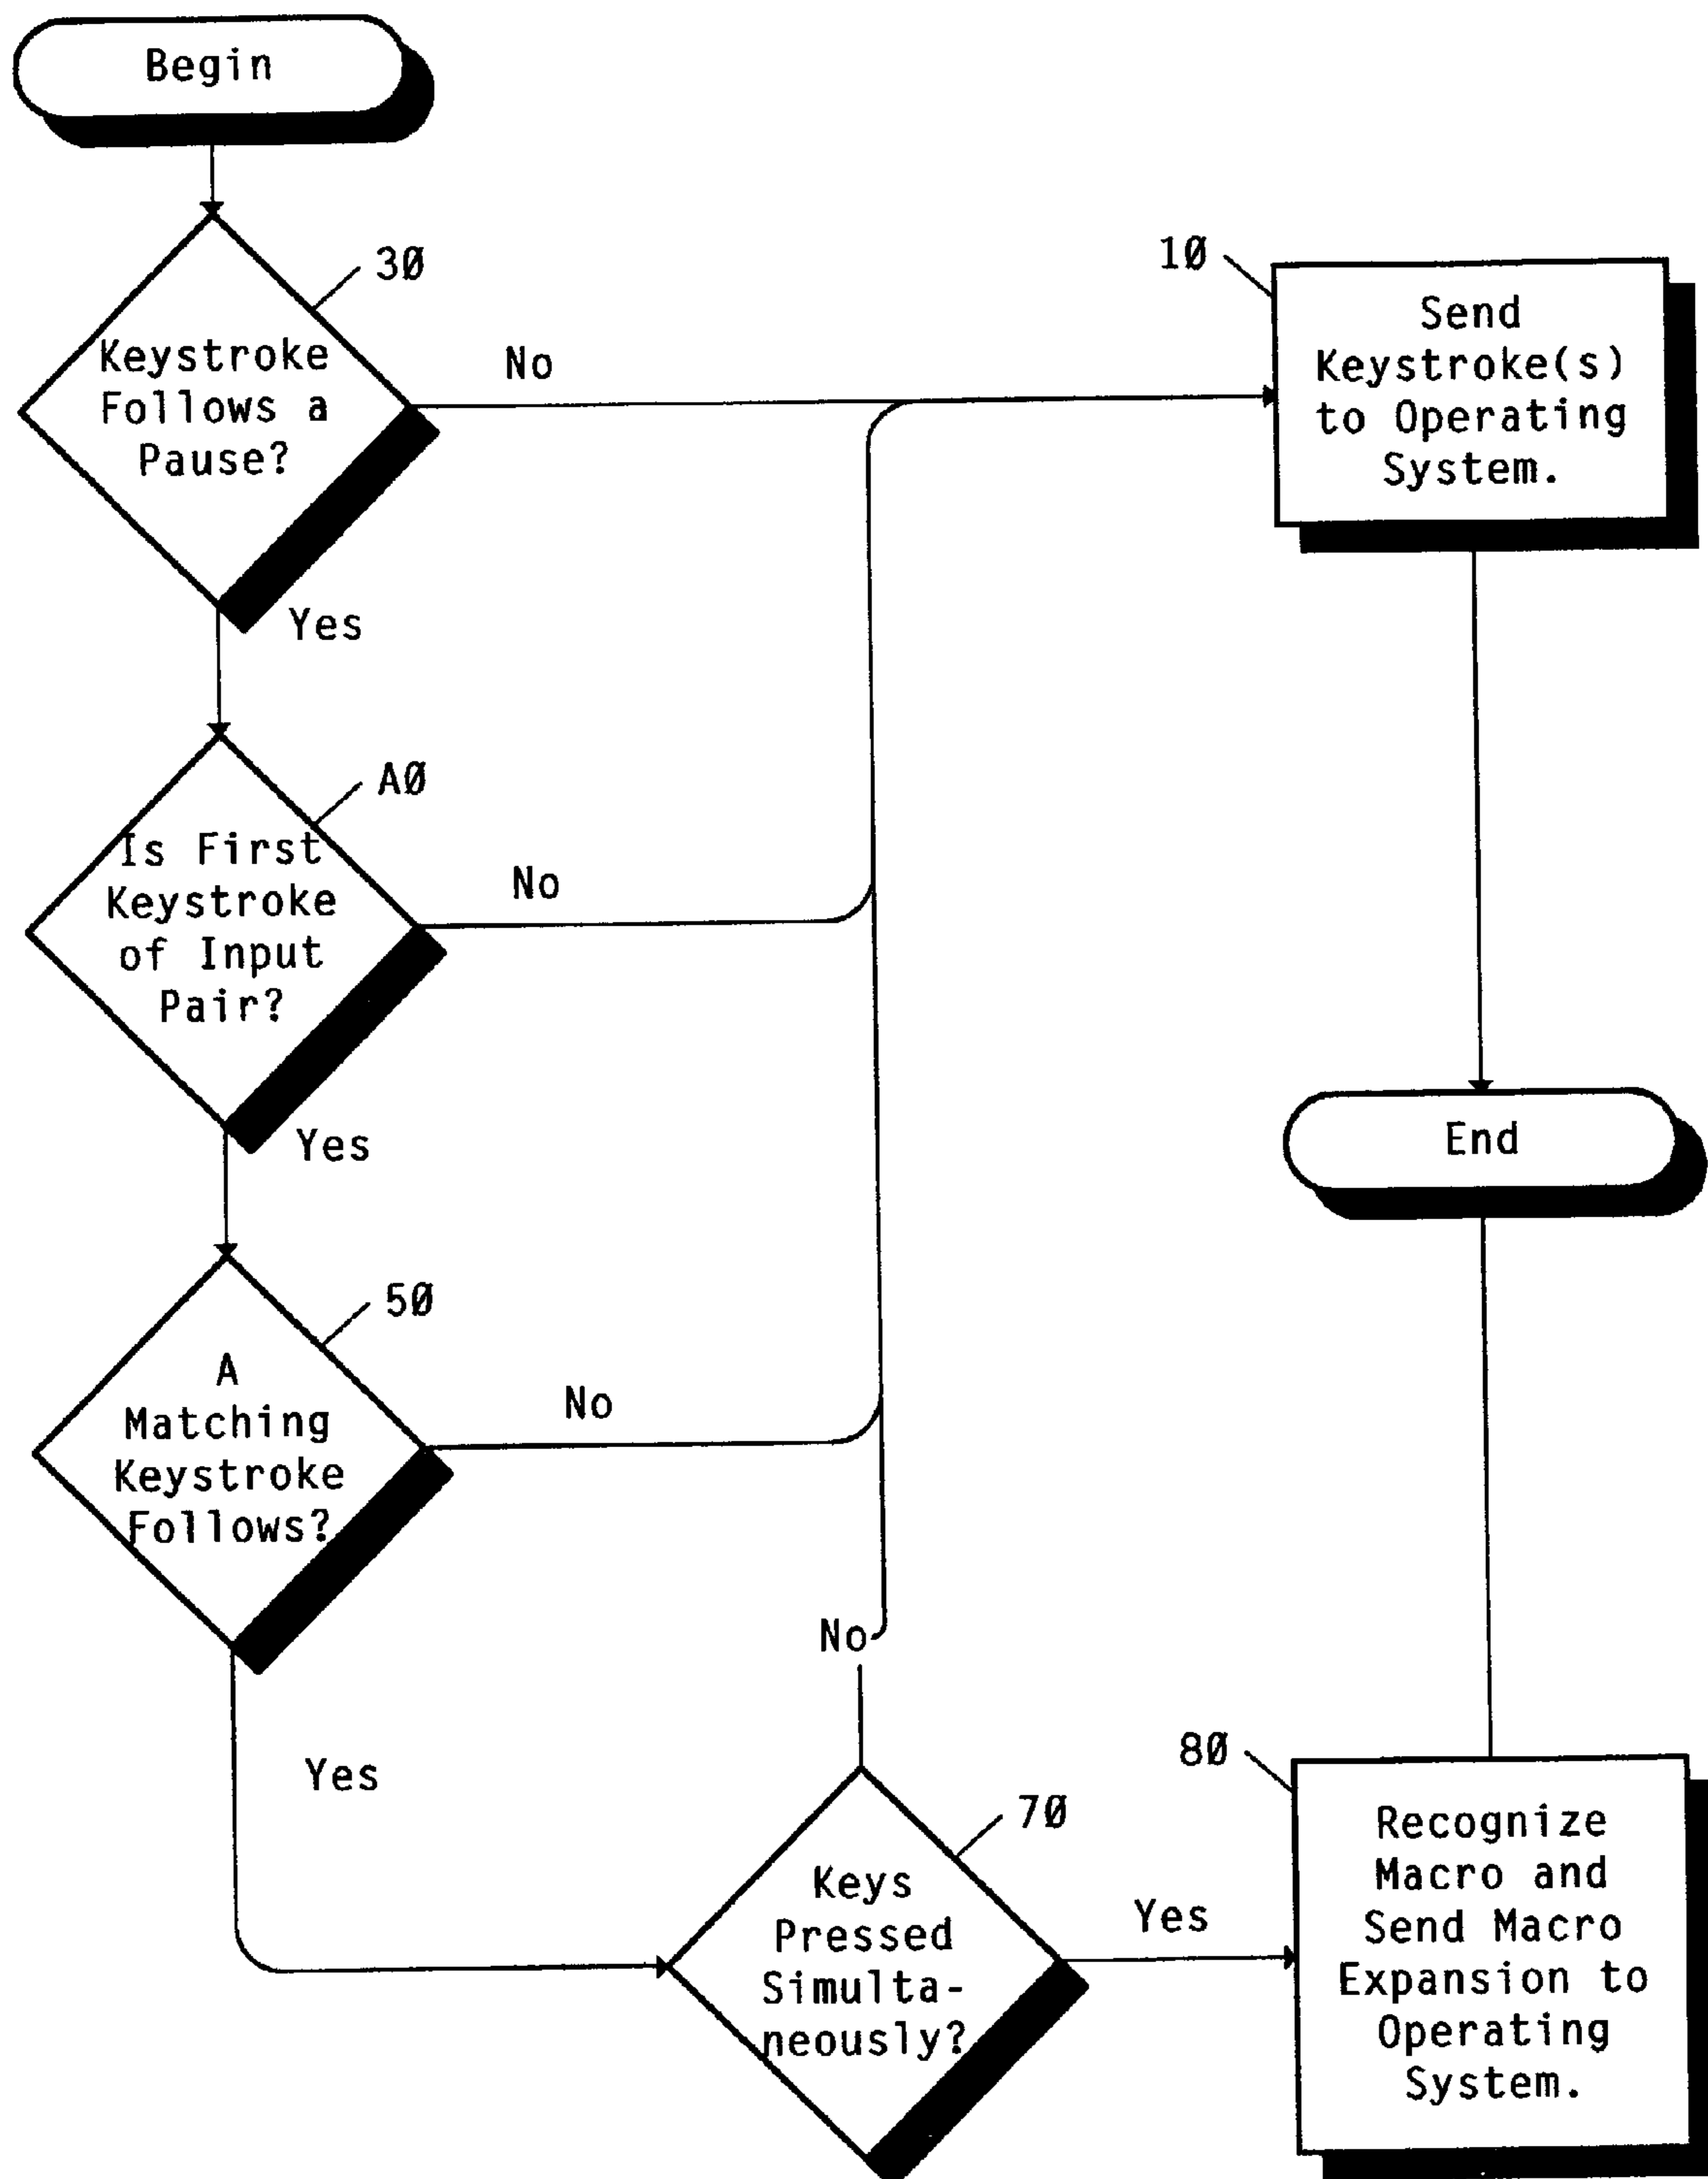 Begin
30
Keystroke
Follows a
Pause?
No
Yes
10
Send
Keystroke(s)
to Operating
System.
A0
Is First
Keystroke
of Input
Pair?
No
Yes
End
50
A
Matching
Keystroke
Follows?
No
Yes
No
70
Keys
Pressed
Simulta-
neously?
Yes
80
Recognize
Macro and
Send Macro
Expansion to
Operating
System.